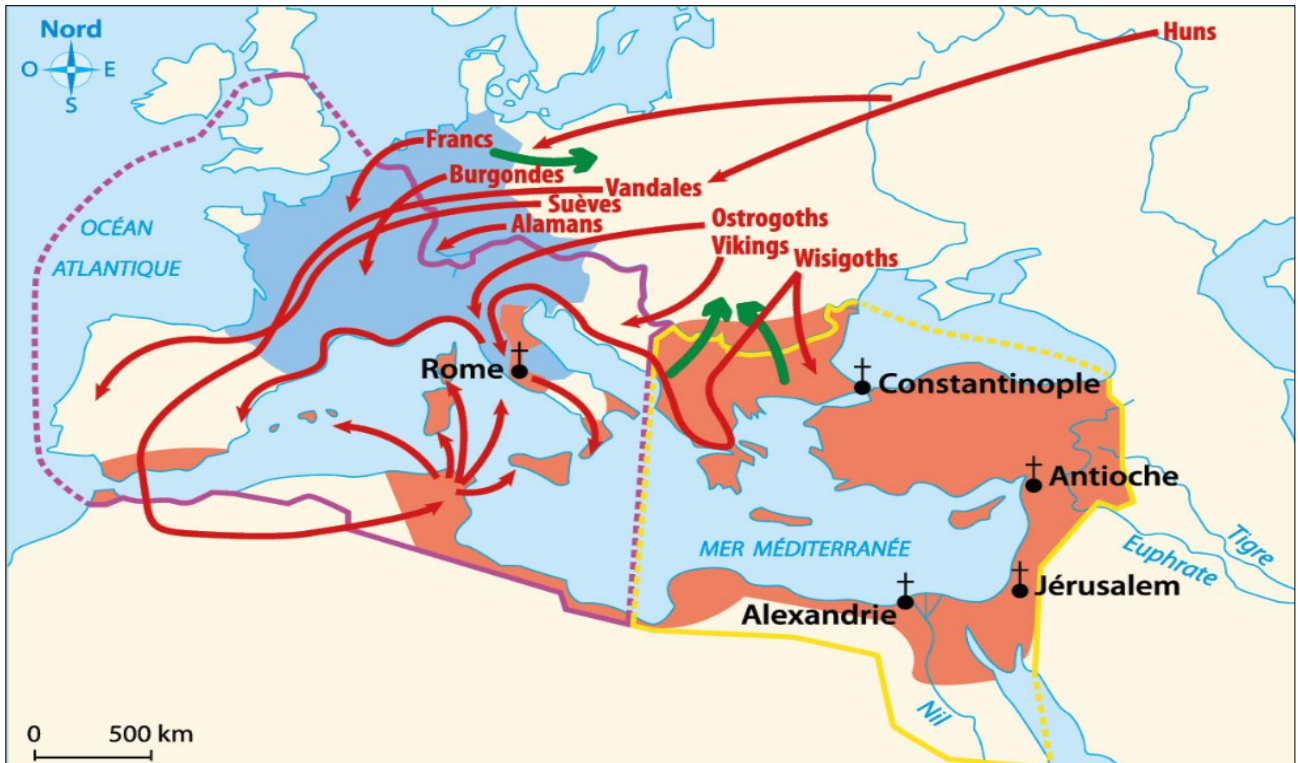 Nord
O
E
S
Huns
Francs
Burgondes
Vandales
Suèves
Alamans
Ostrogoths
Vikings
Wisigoths
OCÉAN
ATLANTIQUE
Rome
Constantinople
Antioche
MER MÉDITERRANÉE
Tigre
Euphrate
Jérusalem
Alexandrie
Nil
0 500 km